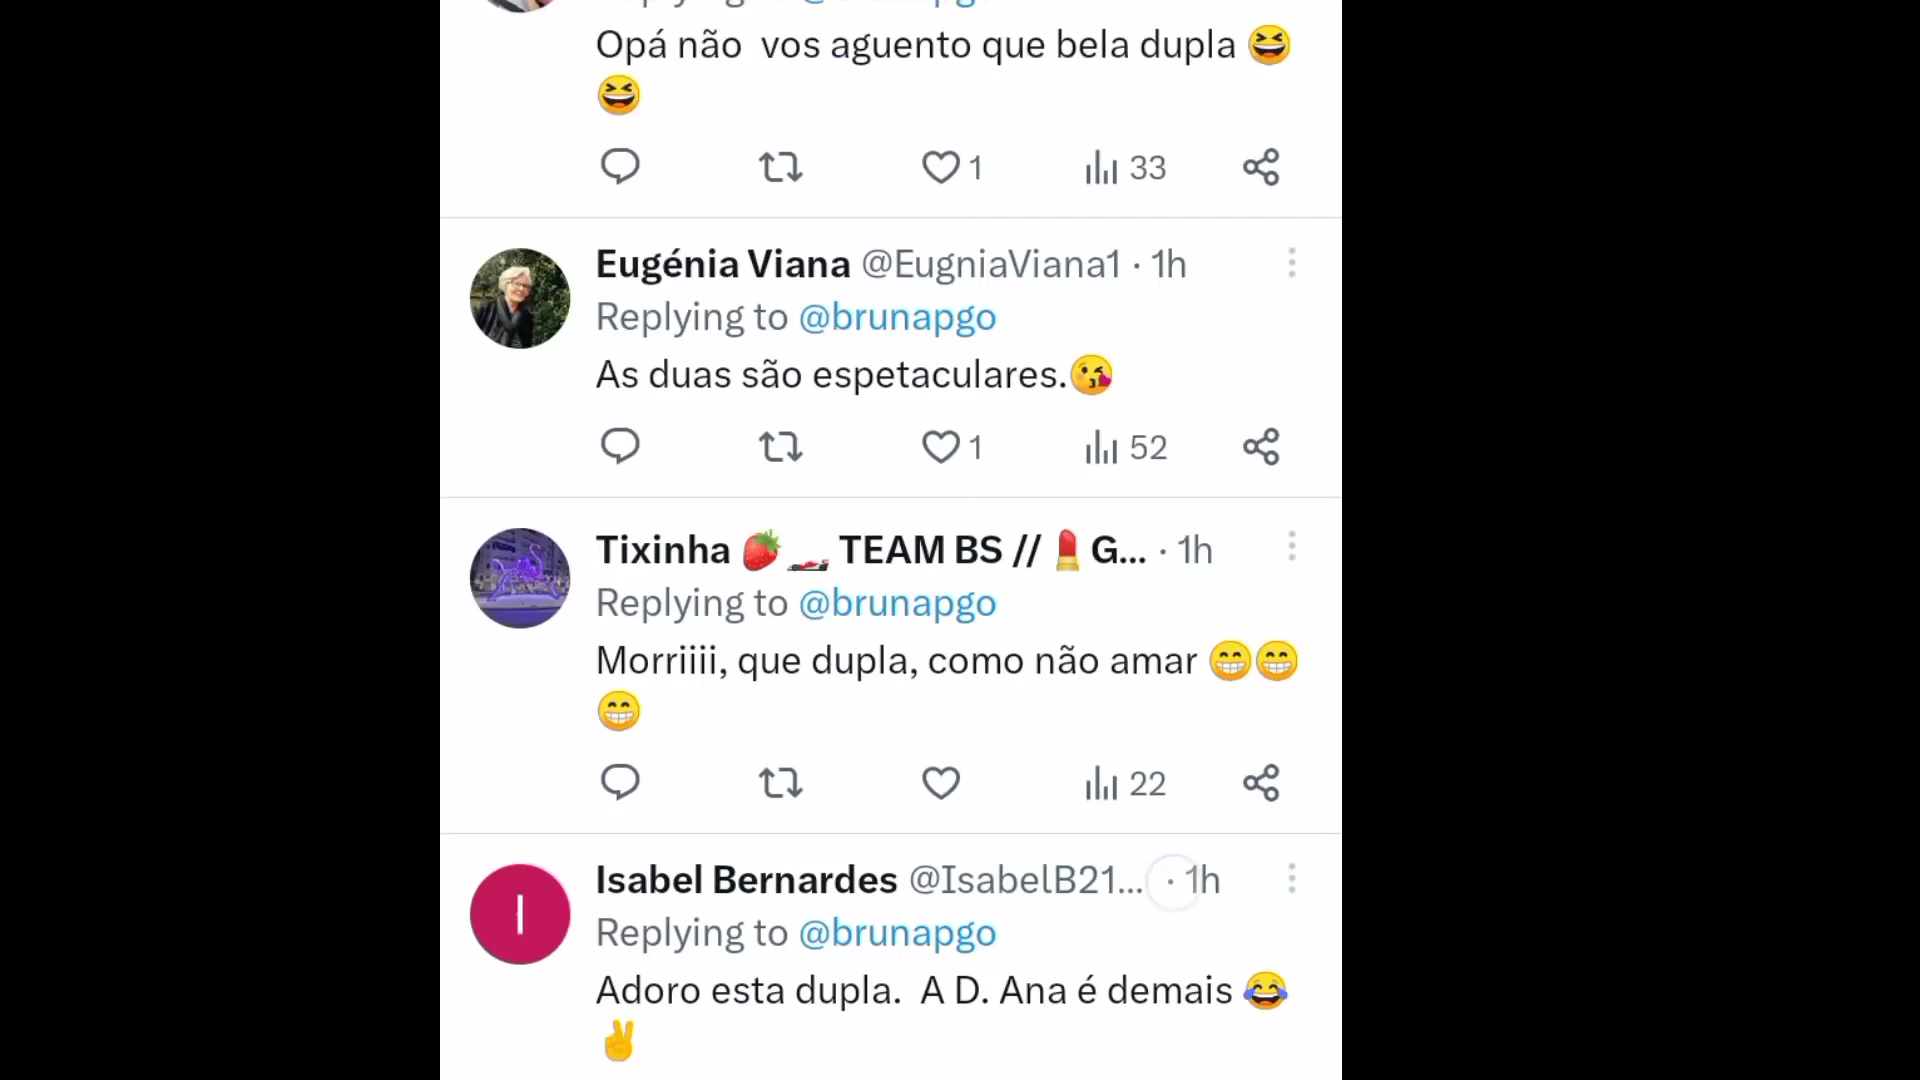 Opá não  vos aguento que bela dupla 😆
😆
1
33
Eugénia Viana @EugniaViana1 · 1h
Replying to @brunapgo
As duas são espetaculares.😘
1
52
Tixinha 🍓🏎️ TEAM BS // 💄G... · 1h
Replying to @brunapgo
Morriiii, que dupla, como não amar 😁😁
😁
22
Isabel Bernardes @IsabelB21... · 1h
I
Replying to @brunapgo
Adoro esta dupla.  A D. Ana é demais 😂
✌️